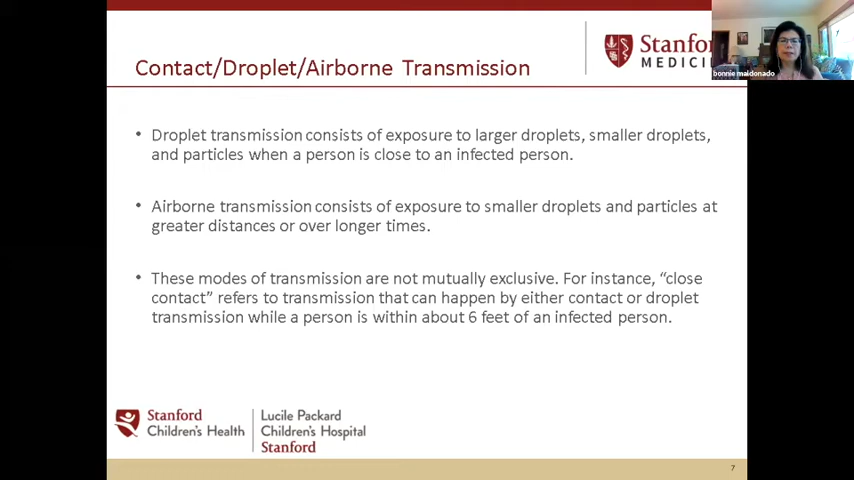 Contact/Droplet/Airborne Transmission
MEDICI
bonnie maldonado
• Droplet transmission consists of exposure to larger droplets, smaller droplets,
and particles when a person is close to an infected person.
• Airborne transmission consists of exposure to smaller droplets and particles at
greater distances or over longer times.
• These modes of transmission are not mutually exclusive. For instance, “close
contact” refers to transmission that can happen by either contact or droplet
transmission while a person is within about 6 feet of an infected person.
Stanford
Children's Health
Lucile Packard
Children's Hospital
Stanford
7